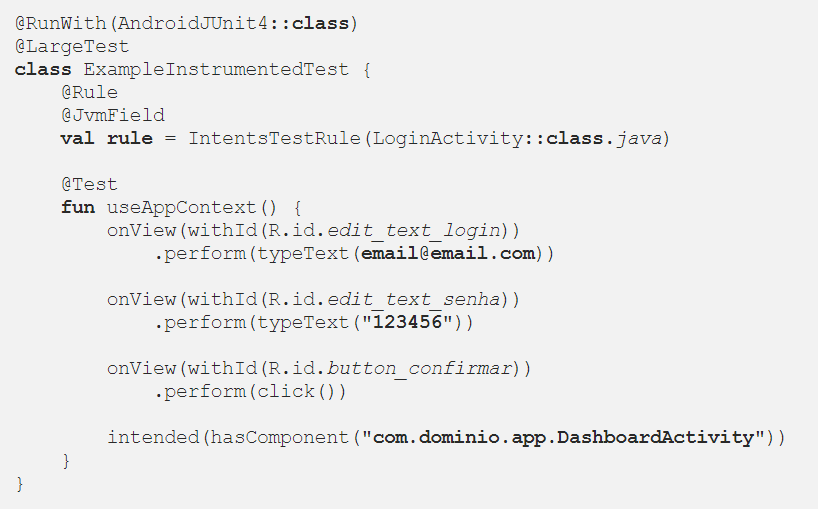 @RunWith(AndroidJUnit4::class)
@LargeTest
class ExampleInstrumentedTest {
    @Rule
    @JvmField
    val rule = IntentsTestRule(LoginActivity::class.java)

    @Test
    fun useAppContext() {
        onView(withId(R.id.edit_text_login))
            .perform(typeText(email@email.com))

        onView(withId(R.id.edit_text_senha))
            .perform(typeText("123456"))

        onView(withId(R.id.button_confirmar))
            .perform(click())

        intended(hasComponent("com.dominio.app.DashboardActivity"))
    }
}